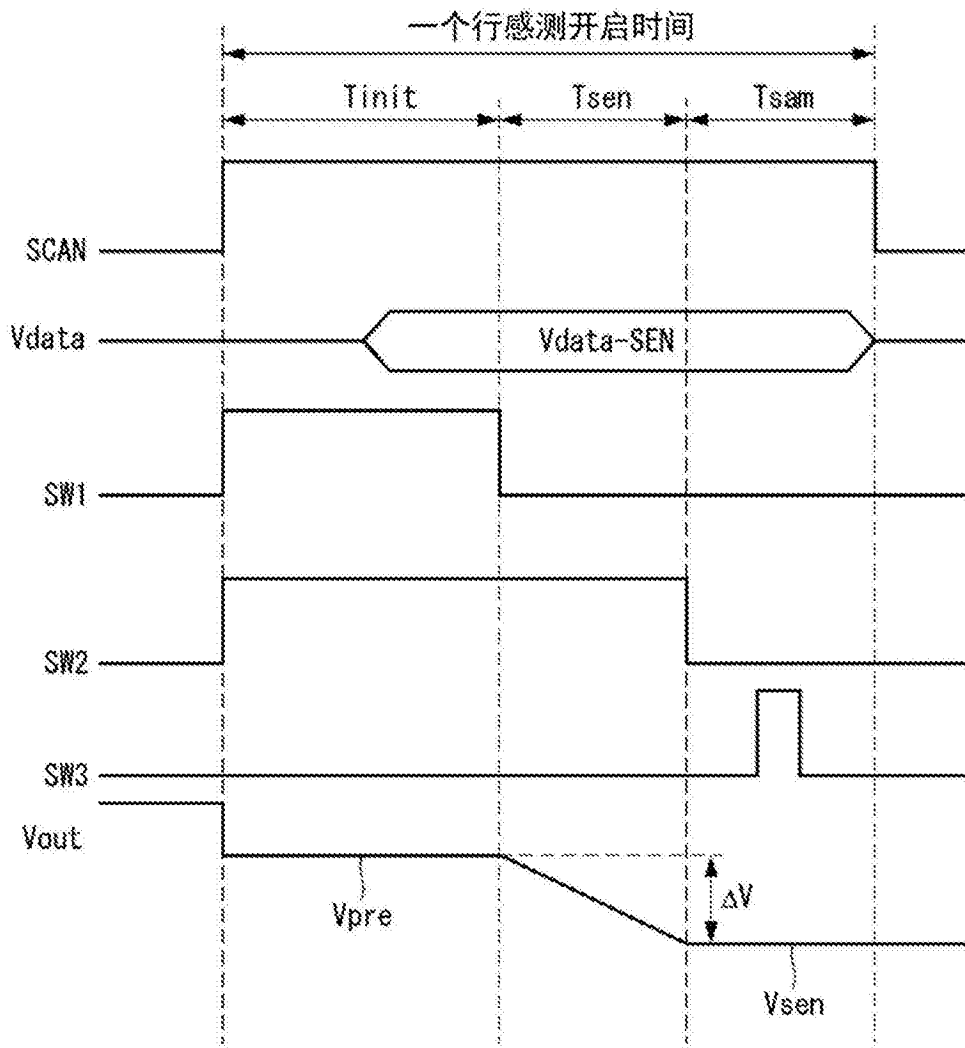 一个行感测开启时间
Tinit
Tsen
Tsam
SCAN
Vdata
Vdata-SEN
SW1
SW2
SW3
Vout
Vpre
ΔV
Vsen